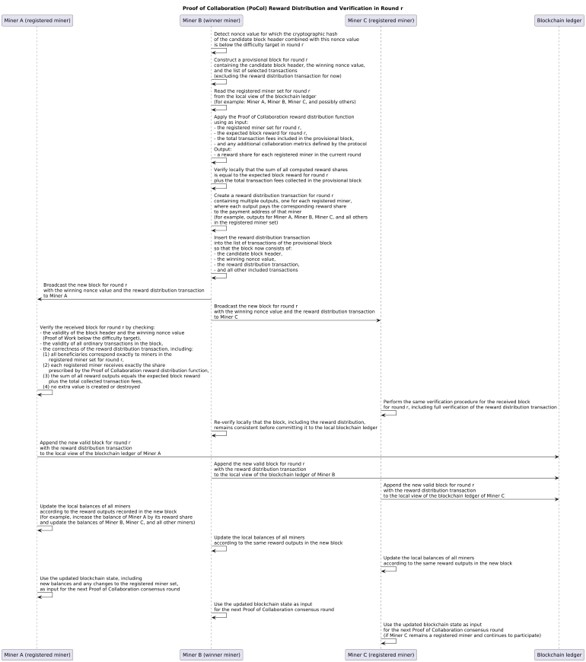 Proof of Collaboration (PoCol) Reward Distribution and Verification in Round r
Miner A (registered miner)
Miner B (winner miner)
Miner C (registered miner)
Blockchain ledger
Detect nonce value for which the cryptographic hash
of the candidate block header combined with this nonce value
is below the difficulty target in round r
Construct a provisional block for round r
containing the candidate block header, the winning nonce value,
and the list of selected transactions
(excluding the reward distribution transaction for now)
Read the registered miner set for round r
from the local view of the blockchain ledger
(for example: Miner A, Miner B, Miner C, and possibly others)
Apply the Proof of Collaboration reward distribution function
using as input:
- the registered miner set for round r,
- the expected block reward for round r,
- the total transaction fees included in the provisional block,
- and any additional collaboration metrics defined by the protocol
Output:
- a reward share for each registered miner in the current round
Verify locally that the sum of all computed reward shares
is equal to the expected block reward for round r
plus the total transaction fees collected in the provisional block
Create a reward distribution transaction for round r
containing multiple outputs, one for each registered miner,
where each output pays the corresponding reward share
to the payment address of that miner
(for example, outputs for Miner A, Miner B, Miner C, and all others
in the registered miner set)
Insert the reward distribution transaction
into the list of transactions of the provisional block
so that the block now consists of:
- the candidate block header,
- the winning nonce value,
- the reward distribution transaction,
- and all other included transactions
Broadcast the new block for round r
with the winning nonce value and the reward distribution transaction
to Miner A
Broadcast the new block for round r
with the winning nonce value and the reward distribution transaction
to Miner C
Verify the received block for round r by checking:
- the validity of the block header and the winning nonce value
(Proof of Work below the difficulty target),
- the validity of all ordinary transactions in the block,
- the correctness of the reward distribution transaction, including:
(1) all beneficiaries correspond exactly to miners in the
registered miner set for round r,
(2) each registered miner receives exactly the share
prescribed by the Proof of Collaboration reward distribution function,
(3) the sum of all reward outputs equals the expected block reward
plus the total collected transaction fees,
(4) no extra value is created or destroyed
Perform the same verification procedure for the received block
for round r, including full verification of the reward distribution transaction
Re-verify locally that the block, including the reward distribution,
remains consistent before committing it to the local blockchain ledger
Append the new valid block for round r
with the reward distribution transaction
to the local view of the blockchain ledger of Miner A
Append the new valid block for round r
with the reward distribution transaction
to the local view of the blockchain ledger of Miner B
Append the new valid block for round r
with the reward distribution transaction
to the local view of the blockchain ledger of Miner C
Update the local balances of all miners
according to the reward outputs recorded in the new block
(for example, increase the balance of Miner A by its reward share
and update the balances of Miner B, Miner C, and all other miners)
Update the local balances of all miners
according to the same reward outputs in the new block
Update the local balances of all miners
according to the same reward outputs in the new block
Use the updated blockchain state, including
new balances and any changes to the registered miner set,
as input for the next Proof of Collaboration consensus round
Use the updated blockchain state as input
for the next Proof of Collaboration consensus round
Use the updated blockchain state as input
for the next Proof of Collaboration consensus round
(if Miner C remains a registered miner and continues to participate)
Miner A (registered miner)
Miner B (winner miner)
Miner C (registered miner)
Blockchain ledger